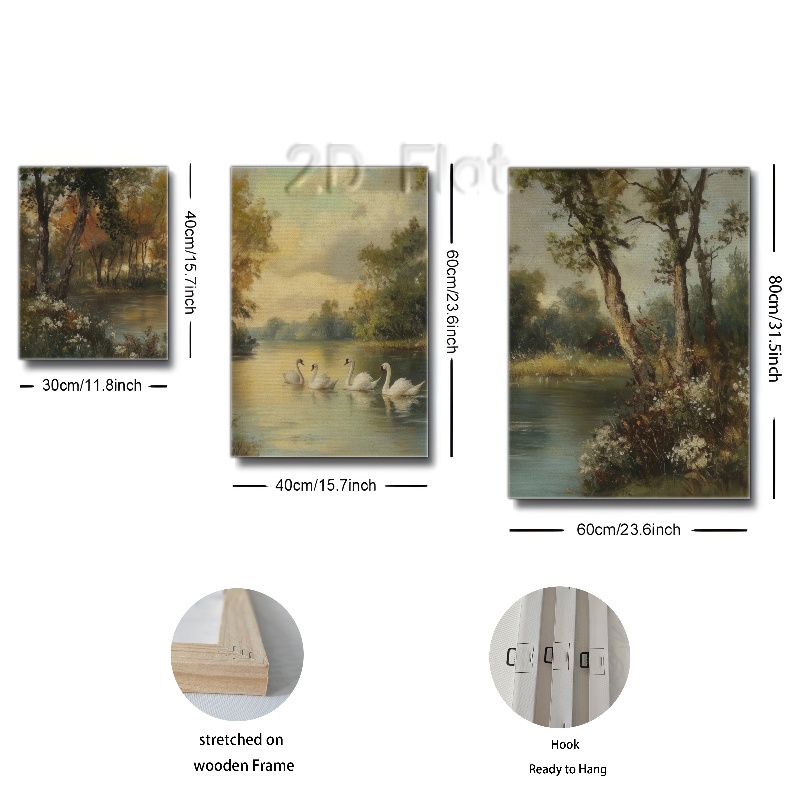 2D Flat
40cm/15.7inch
30cm/11.8inch
60cm/23.6inch
40cm/15.7inch
80cm/31.5inch
60cm/23.6inch
stretched on
wooden Frame
Hook
Ready to Hang